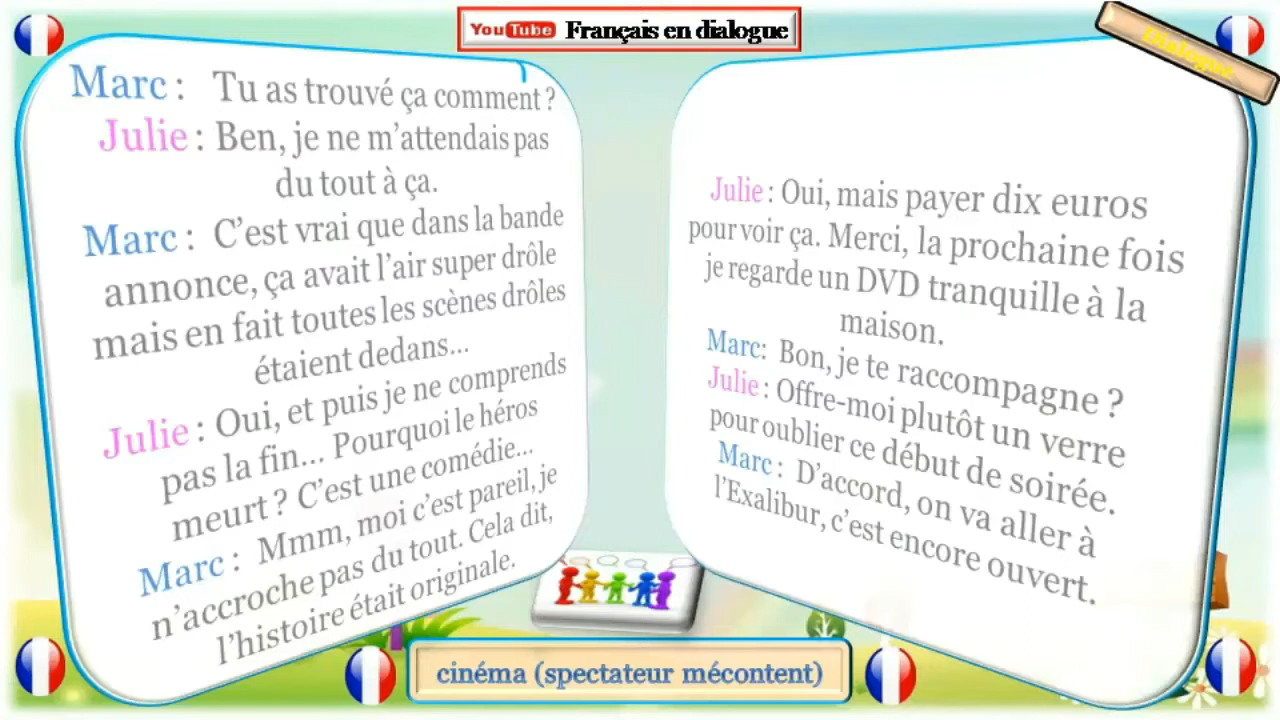 YouTube Français en dialogue
Dialogue
Marc : Tu as trouvé ça comment ?
Julie : Ben, je ne m’attendais pas
du tout à ça.
Marc : C’est vrai que dans la bande
annonce, ça avait l’air super drôle
mais en fait toutes les scènes drôles
étaient dedans...
Julie : Oui, et puis je ne comprends
pas la fin... Pourquoi le héros
meurt ? C’est une comédie...
Marc : Mmm, moi c’est pareil, je
n’accroche pas du tout. Cela dit,
l’histoire était originale.
Julie : Oui, mais payer dix euros
pour voir ça. Merci, la prochaine fois
je regarde un DVD tranquille à la
maison.
Marc: Bon, je te raccompagne ?
Julie : Offre-moi plutôt un verre
pour oublier ce début de soirée.
Marc : D’accord, on va aller à
l’Exalibur, c’est encore ouvert.
cinéma (spectateur mécontent)